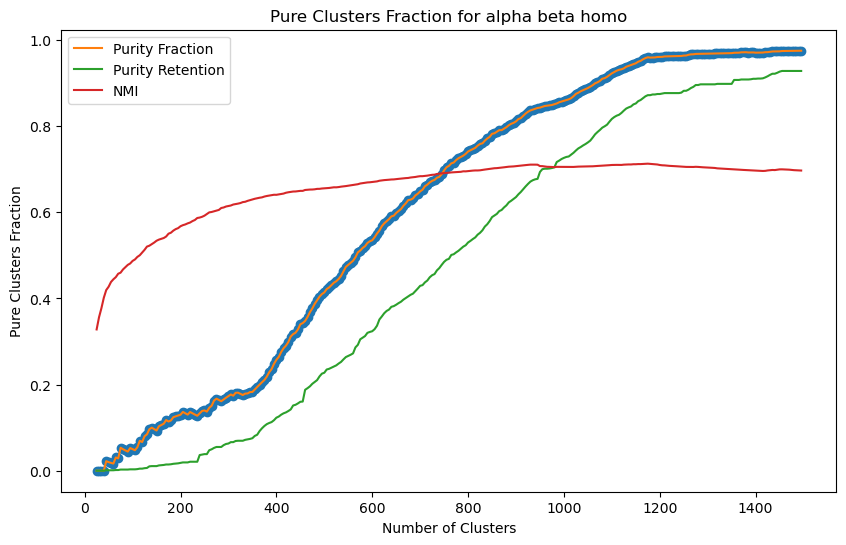 Pure Clusters Fraction for alpha beta homo
Purity Fraction
Purity Retention
NMI
Pure Clusters Fraction
1.0
0.8
0.6
0.4
0.2
0.0
0 200 400 600 800 1000 1200 1400
Number of Clusters